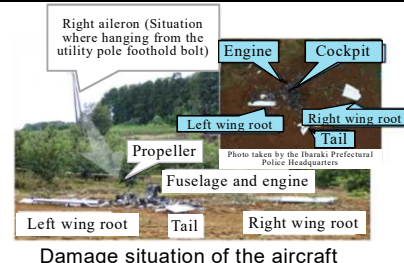 Right aileron (Situation
where hanging from the
utility pole foothold bolt)
Engine
Cockpit
Left wing root
Right wing root
Tail
Photo taken by the Ibaraki Prefectural
Police Headquarters
Propeller
Fuselage and engine
Left wing root
Tail
Right wing root
Damage situation of the aircraft